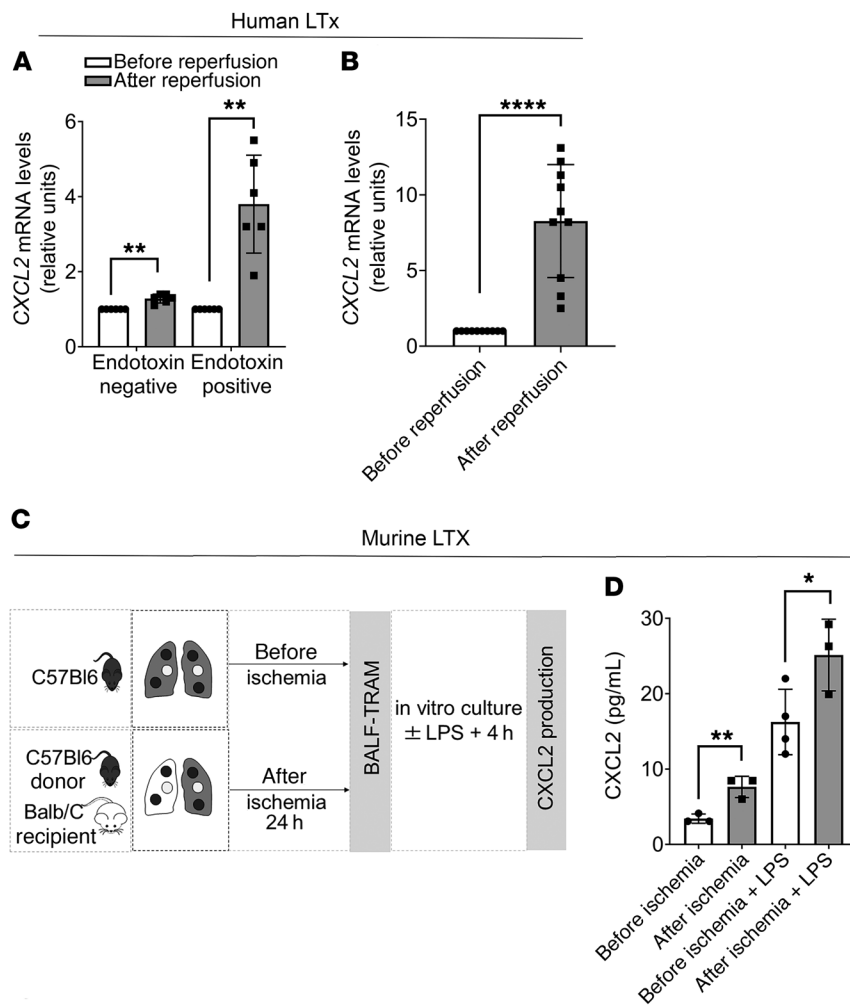 Human LTx
A
Before reperfusion
After reperfusion
CXCL2 mRNA levels
(relative units)
6
4
2
0
**
**
Endotoxin
negative
Endotoxin
positive
B
CXCL2 mRNA levels
(relative units)
15
10
5
0
****
Before reperfusion
After reperfusion
C
Murine LTX
C57Bl6
Before
ischemia
C57Bl6
donor
Balb/C
recipient
After
ischemia
24 h
BALF-TRAM
in vitro culture
± LPS + 4 h
CXCL2 production
D
CXCL2 (pg/mL)
30
20
10
0
**
*
Before ischemia
After ischemia
Before ischemia + LPS
After ischemia + LPS